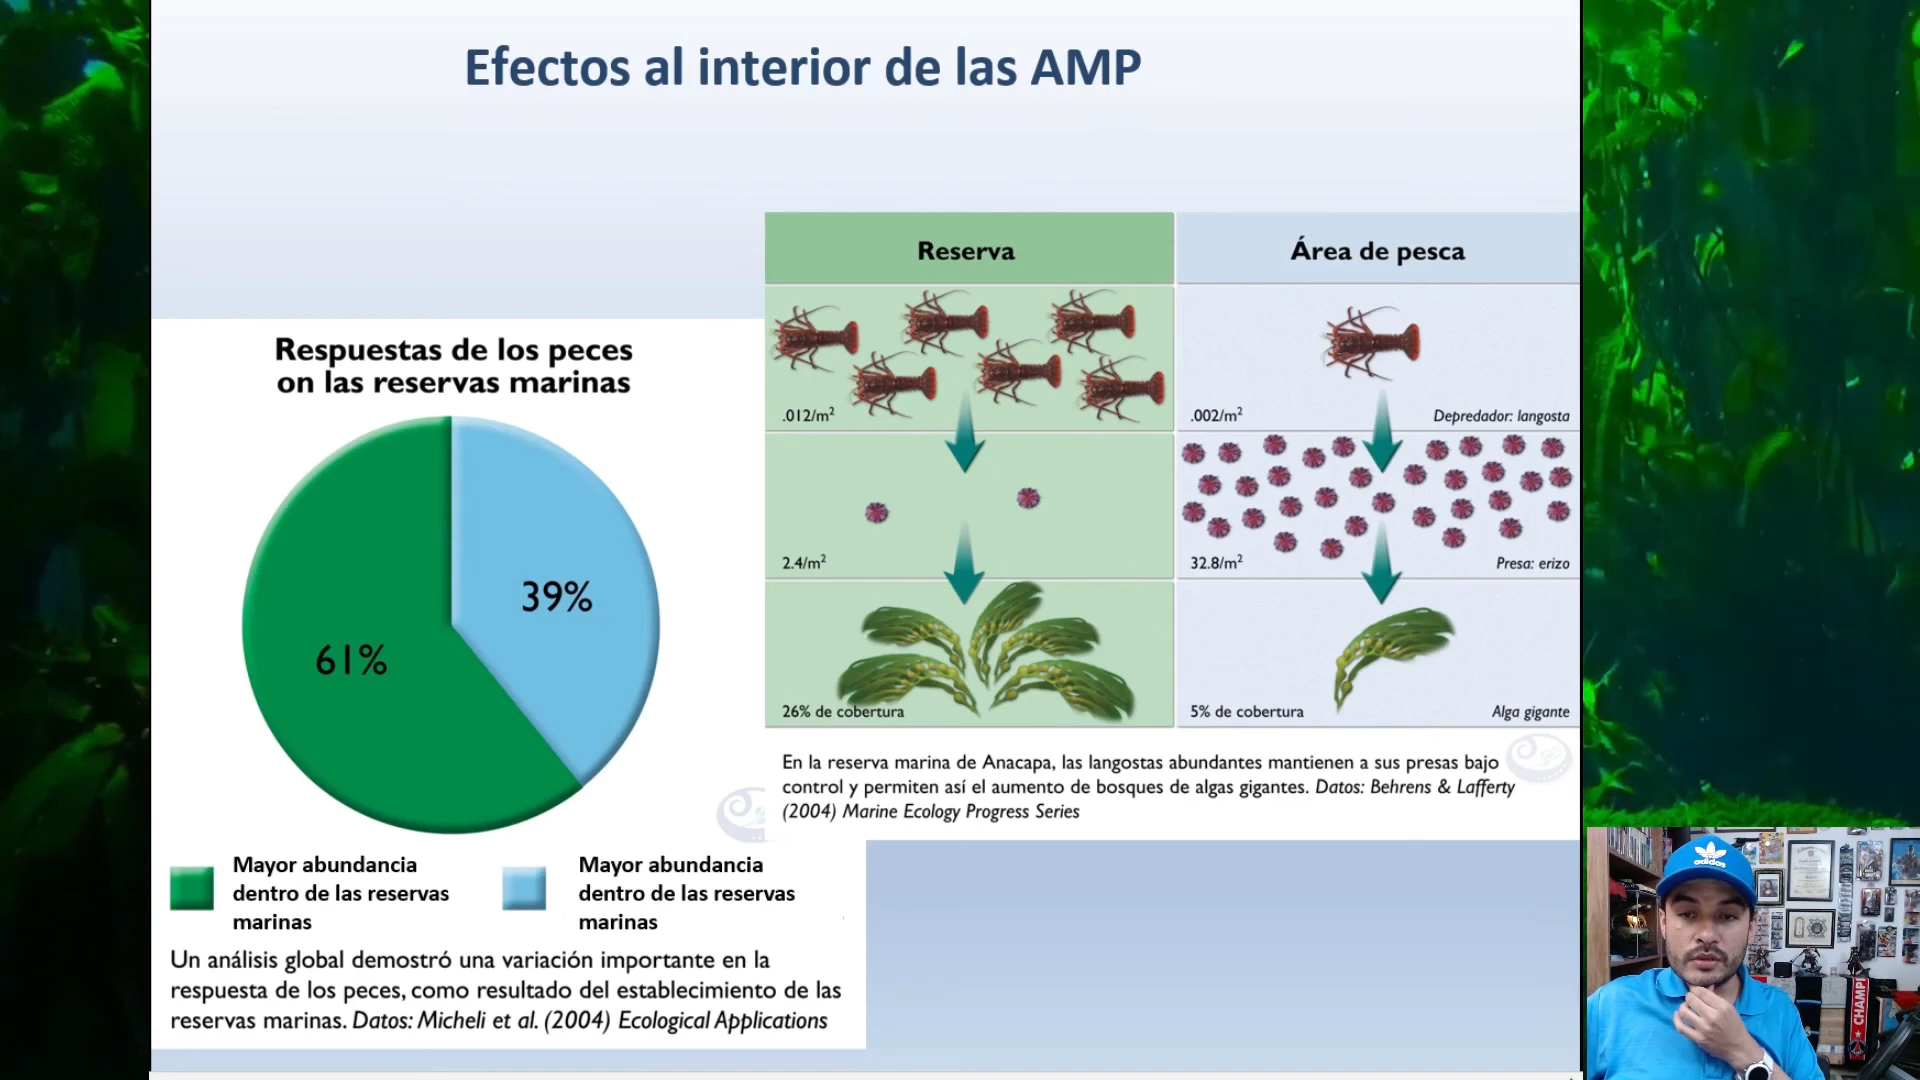 Efectos al interior de las AMP
Respuestas de los peces
on las reservas marinas
39%
61%
Mayor abundancia
dentro de las reservas
marinas
Mayor abundancia
dentro de las reservas
marinas
Un análisis global demostró una variación importante en la
respuesta de los peces, como resultado del establecimiento de las
reservas marinas. Datos: Micheli et al. (2004) Ecological Applications
Reserva
Área de pesca
.012/m²
.002/m²
Depredador: langosta
2.4/m²
32.8/m²
Presa: erizo
26% de cobertura
5% de cobertura
Alga gigante
En la reserva marina de Anacapa, las langostas abundantes mantienen a sus presas bajo
control y permiten así el aumento de bosques de algas gigantes. Datos: Behrens & Lafferty
(2004) Marine Ecology Progress Series
adidas
CHAMPI